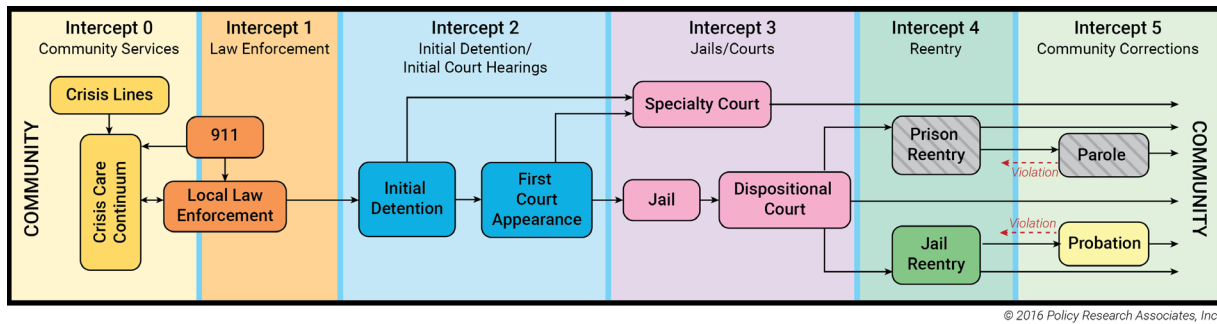 Intercept 0
Community Services
Intercept 1
Law Enforcement
Intercept 2
Initial Detention/
Initial Court Hearings
Intercept 3
Jails/Courts
Intercept 4
Reentry
Intercept 5
Community Corrections
COMMUNITY
Crisis Lines
Crisis Care
Continuum
911
Local Law
Enforcement
Initial
Detention
First
Court
Appearance
Specialty Court
Jail
Dispositional
Court
Prison
Reentry
Violation
Parole
Jail
Reentry
Violation
Probation
COMMUNITY
© 2016 Policy Research Associates, Inc